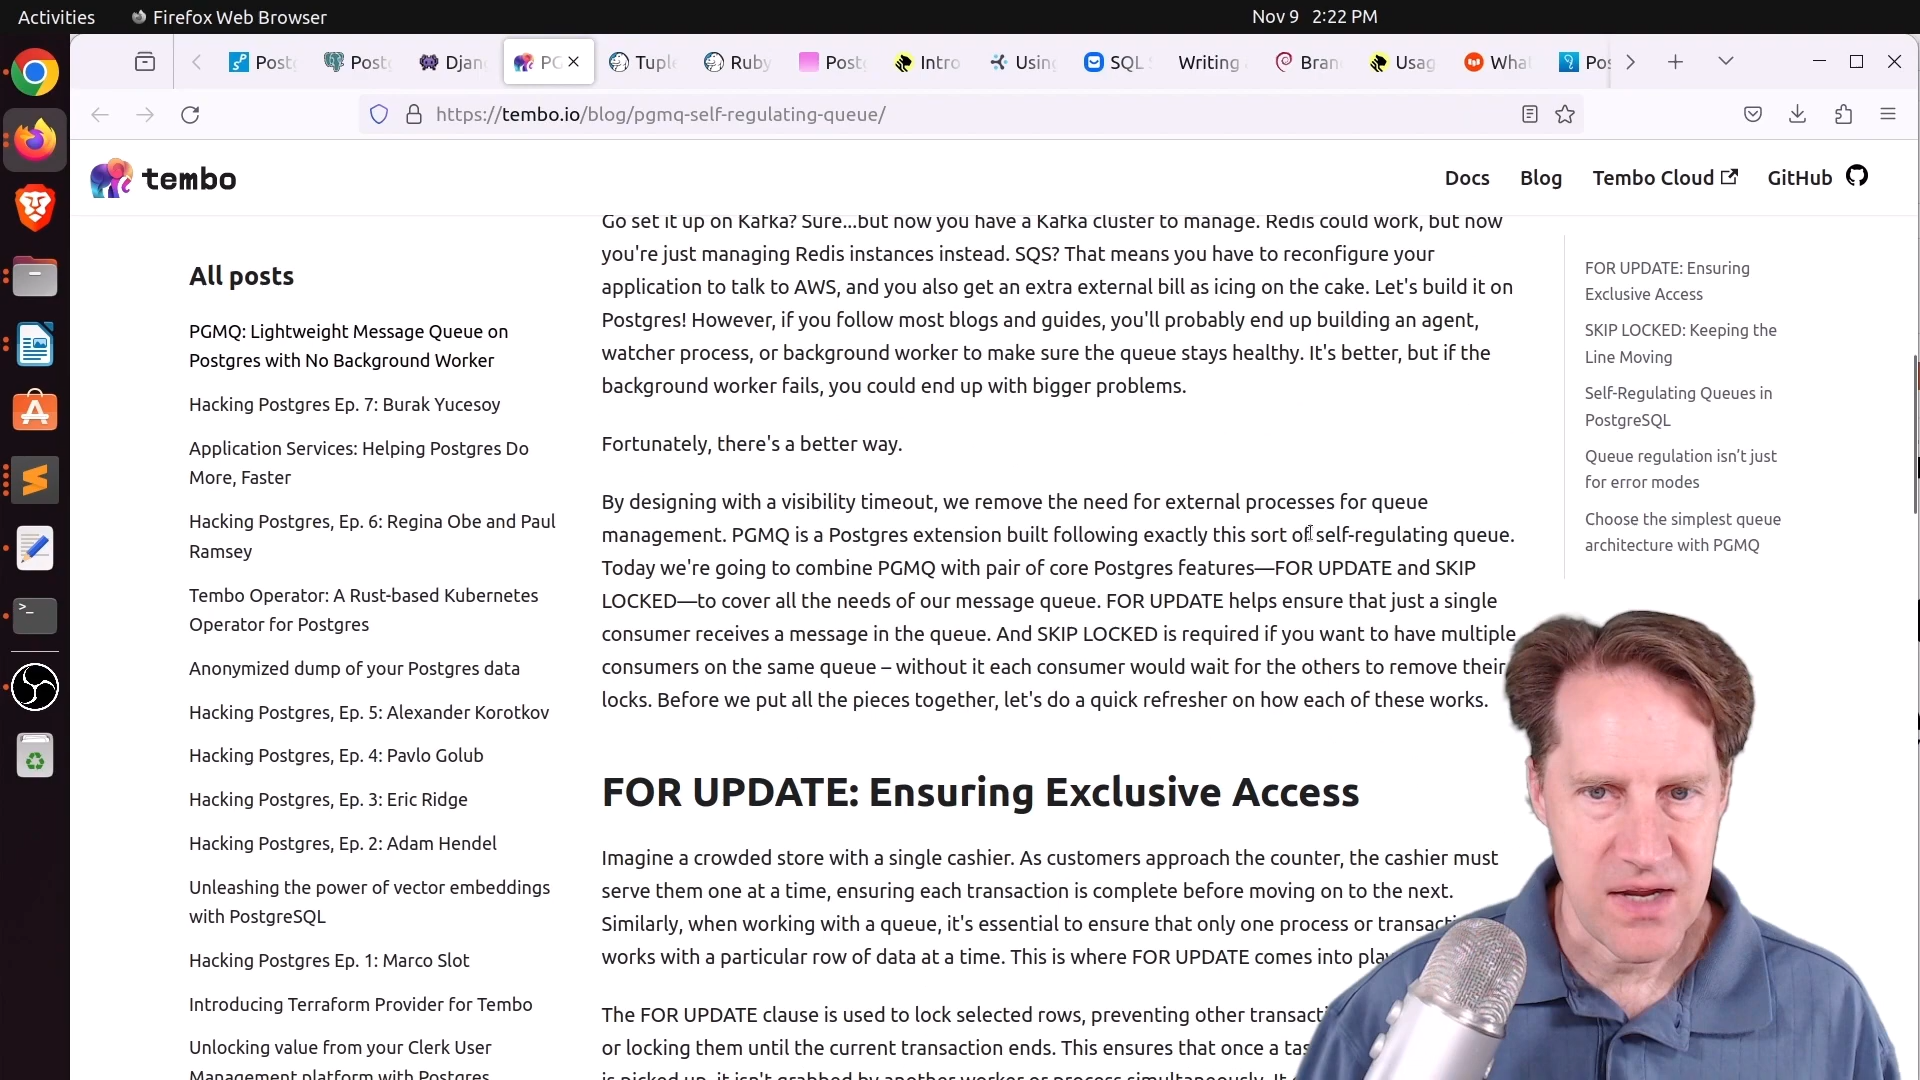 Activities
Firefox Web Browser
Nov 9 2:22 PM
Post
Post
Djan
PG
Tupl
Ruby
Post
Intro
Using
SQL
Writing
Bran
Usag
What
Pos
https://tembo.io/blog/pgmq-self-regulating-queue/
tembo
Docs
Blog
Tembo Cloud
GitHub
All posts
PGMQ: Lightweight Message Queue on
Postgres with No Background Worker
Hacking Postgres Ep. 7: Burak Yucesoy
Application Services: Helping Postgres Do
More, Faster
Hacking Postgres, Ep. 6: Regina Obe and Paul
Ramsey
Tembo Operator: A Rust-based Kubernetes
Operator for Postgres
Anonymized dump of your Postgres data
Hacking Postgres, Ep. 5: Alexander Korotkov
Hacking Postgres, Ep. 4: Pavlo Golub
Hacking Postgres, Ep. 3: Eric Ridge
Hacking Postgres, Ep. 2: Adam Hendel
Unleashing the power of vector embeddings
with PostgreSQL
Hacking Postgres Ep. 1: Marco Slot
Introducing Terraform Provider for Tembo
Unlocking value from your Clerk User
Management platform with Postgres
Go set it up on Kafka? Sure...but now you have a Kafka cluster to manage. Redis could work, but now
you're just managing Redis instances instead. SQS? That means you have to reconfigure your
application to talk to AWS, and you also get an extra external bill as icing on the cake. Let's build it on
Postgres! However, if you follow most blogs and guides, you'll probably end up building an agent,
watcher process, or background worker to make sure the queue stays healthy. It's better, but if the
background worker fails, you could end up with bigger problems.
Fortunately, there's a better way.
By designing with a visibility timeout, we remove the need for external processes for queue
management. PGMQ is a Postgres extension built following exactly this sort of self-regulating queue.
Today we're going to combine PGMQ with pair of core Postgres features—FOR UPDATE and SKIP
LOCKED—to cover all the needs of our message queue. FOR UPDATE helps ensure that just a single
consumer receives a message in the queue. And SKIP LOCKED is required if you want to have multiple
consumers on the same queue – without it each consumer would wait for the others to remove their
locks. Before we put all the pieces together, let's do a quick refresher on how each of these works.
FOR UPDATE: Ensuring Exclusive Access
Imagine a crowded store with a single cashier. As customers approach the counter, the cashier must
serve them one at a time, ensuring each transaction is complete before moving on to the next.
Similarly, when working with a queue, it's essential to ensure that only one process or transacti
works with a particular row of data at a time. This is where FOR UPDATE comes into pla
The FOR UPDATE clause is used to lock selected rows, preventing other transacti
or locking them until the current transaction ends. This ensures that once a tas
is picked up, it isn't grabbed by another worker or process simultaneously. It
FOR UPDATE: Ensuring
Exclusive Access
SKIP LOCKED: Keeping the
Line Moving
Self-Regulating Queues in
PostgreSQL
Queue regulation isn't just
for error modes
Choose the simplest queue
architecture with PGMQ